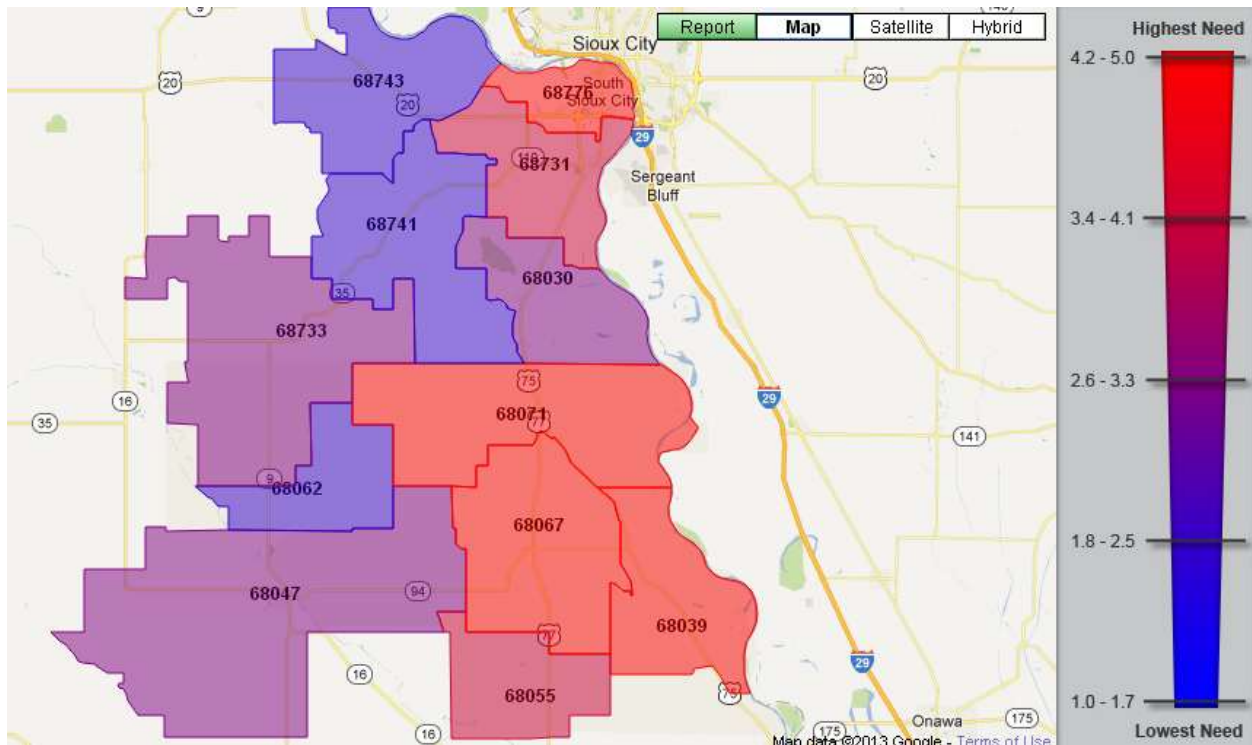 9
Report
Map
Satellite
Hybrid
Highest Need
Sioux City
4.2 - 5.0
20
68743
20
South
Sioux City
68776
20
29
68731
Sergeant
Bluff
3.4 - 4.1
68741
68030
35
68733
75
2.6 - 3.3
16
29
35
68071
77
141
9
68062
68067
1.8 - 2.5
68047
94
68039
77
29
16
68055
75
1.0 - 1.7
16
175
Onawa
175
Lowest Need
Map data ©2013 Google - Terms of Use